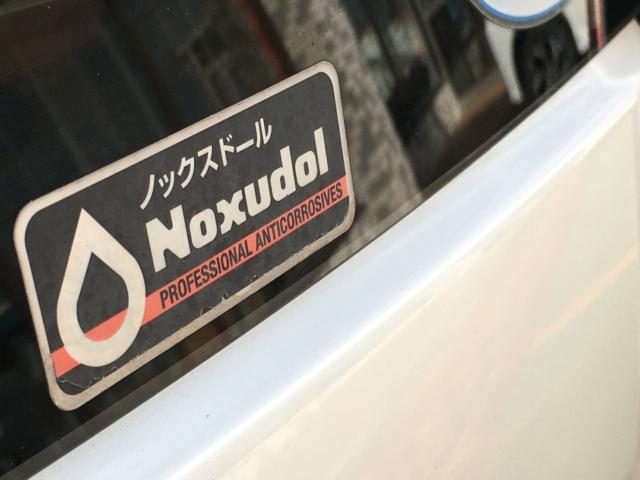 ノックスドール
Noxudol
PROFESSIONAL ANTICORROSIVES